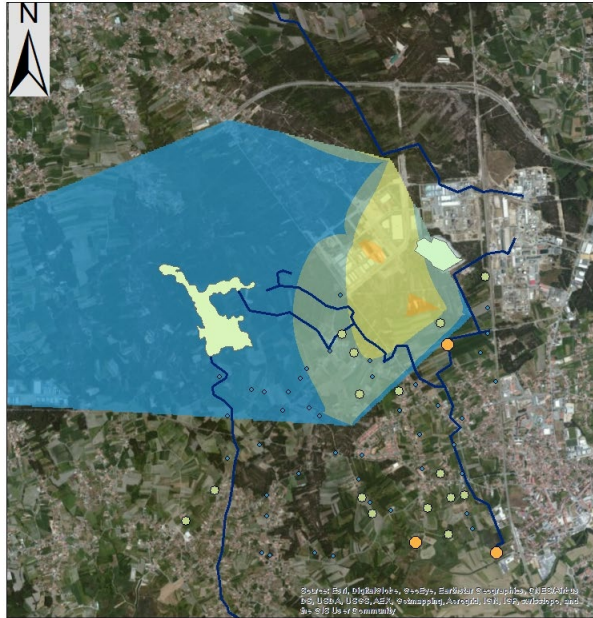 N
Source: Esri, DigitalGlobe, GeoEye, Earthstar Geographics, CNES/Airbus
DS, USDA, USGS, AEX, Getmapping, Aerogrid, IGN, IGP, swisstopo, and
the GIS User Community